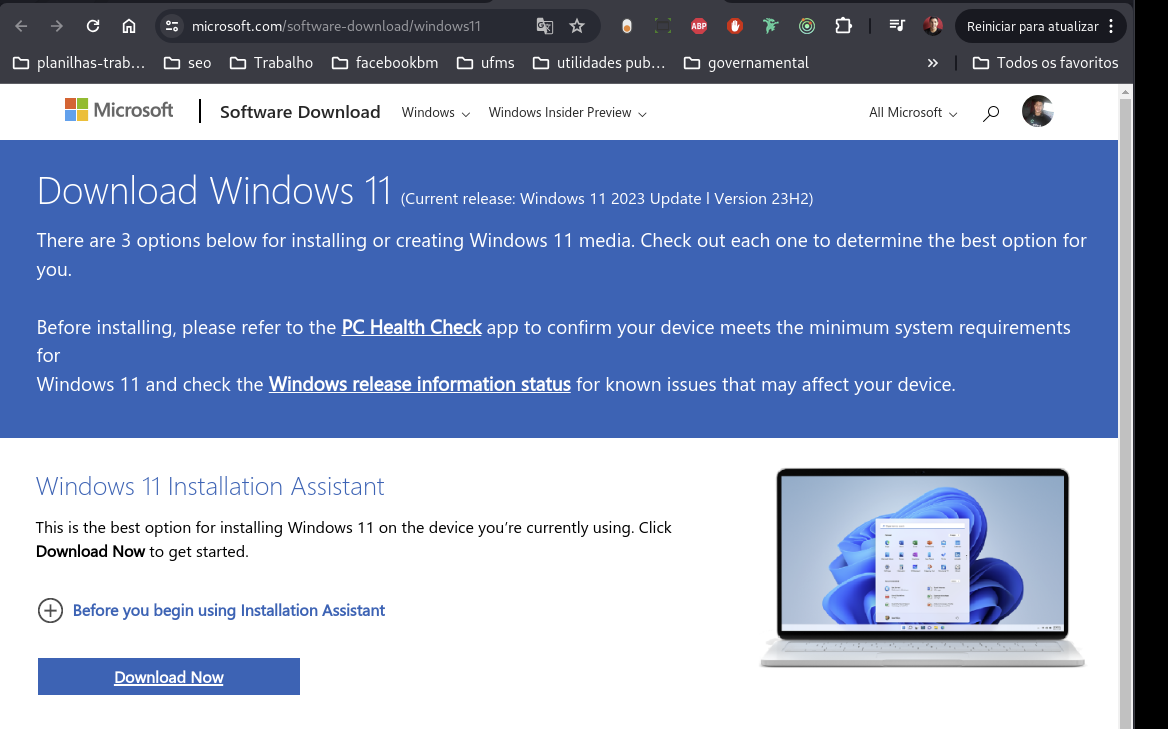 microsoft.com/software-download/windows11
ABP
Reiniciar para atualizar
planilhas-trab...
seo
Trabalho
facebookbm
ufms
utilidades pub...
governamental
»
Todos os favoritos
Microsoft
Software Download
Windows
Windows Insider Preview
All Microsoft
Download Windows 11 (Current release: Windows 11 2023 Update l Version 23H2)
There are 3 options below for installing or creating Windows 11 media. Check out each one to determine the best option for
you.
Before installing, please refer to the PC Health Check app to confirm your device meets the minimum system requirements
for
Windows 11 and check the Windows release information status for known issues that may affect your device.
Windows 11 Installation Assistant
This is the best option for installing Windows 11 on the device you’re currently using. Click
Download Now to get started.
Before you begin using Installation Assistant
Download Now